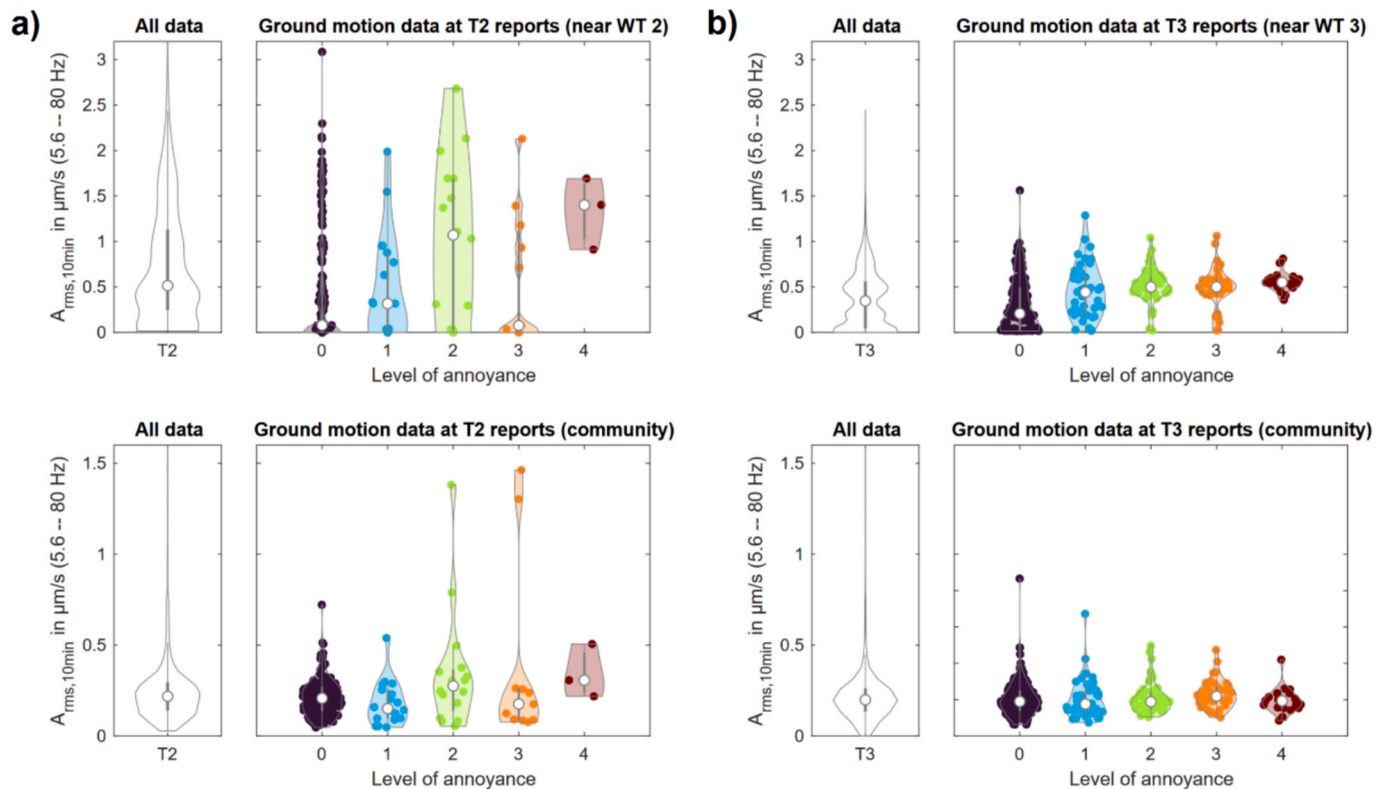 a)
All data
Ground motion data at T2 reports (near WT 2)
A_rms,10min in μm/s (5.6 -- 80 Hz)
3
2.5
2
1.5
1
0.5
0
T2
0 1 2 3 4
Level of annoyance
All data
Ground motion data at T2 reports (community)
A_rms,10min in μm/s (5.6 -- 80 Hz)
1.5
1
0.5
0
T2
0 1 2 3 4
Level of annoyance
b)
All data
Ground motion data at T3 reports (near WT 3)
A_rms,10min in μm/s (5.6 -- 80 Hz)
3
2.5
2
1.5
1
0.5
0
T3
0 1 2 3 4
Level of annoyance
All data
Ground motion data at T3 reports (community)
A_rms,10min in μm/s (5.6 -- 80 Hz)
1.5
1
0.5
0
T3
0 1 2 3 4
Level of annoyance